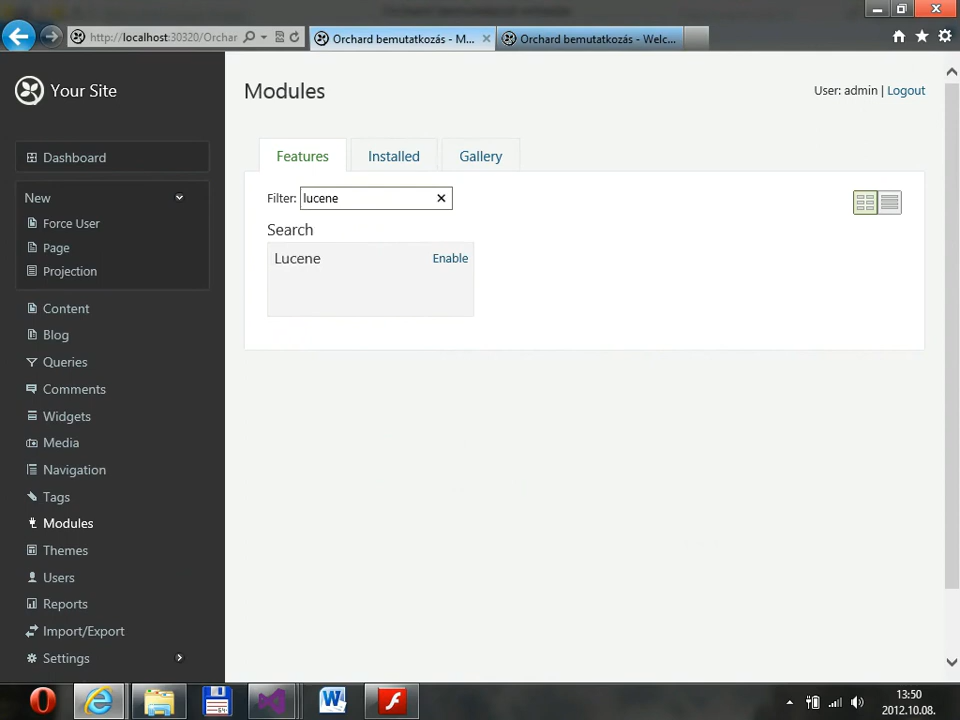 http://localhost:30320/Orchar
Orchard bemutatkozás - M...
Orchard bemutatkozás - Welc...
Your Site
Modules
User: admin | Logout
Dashboard
New
Force User
Page
Projection
Content
Blog
Queries
Comments
Widgets
Media
Navigation
Tags
Modules
Themes
Users
Reports
Import/Export
Settings
Features
Installed
Gallery
Filter: lucene
Search
Lucene
Enable
13:50
2012.10.08.